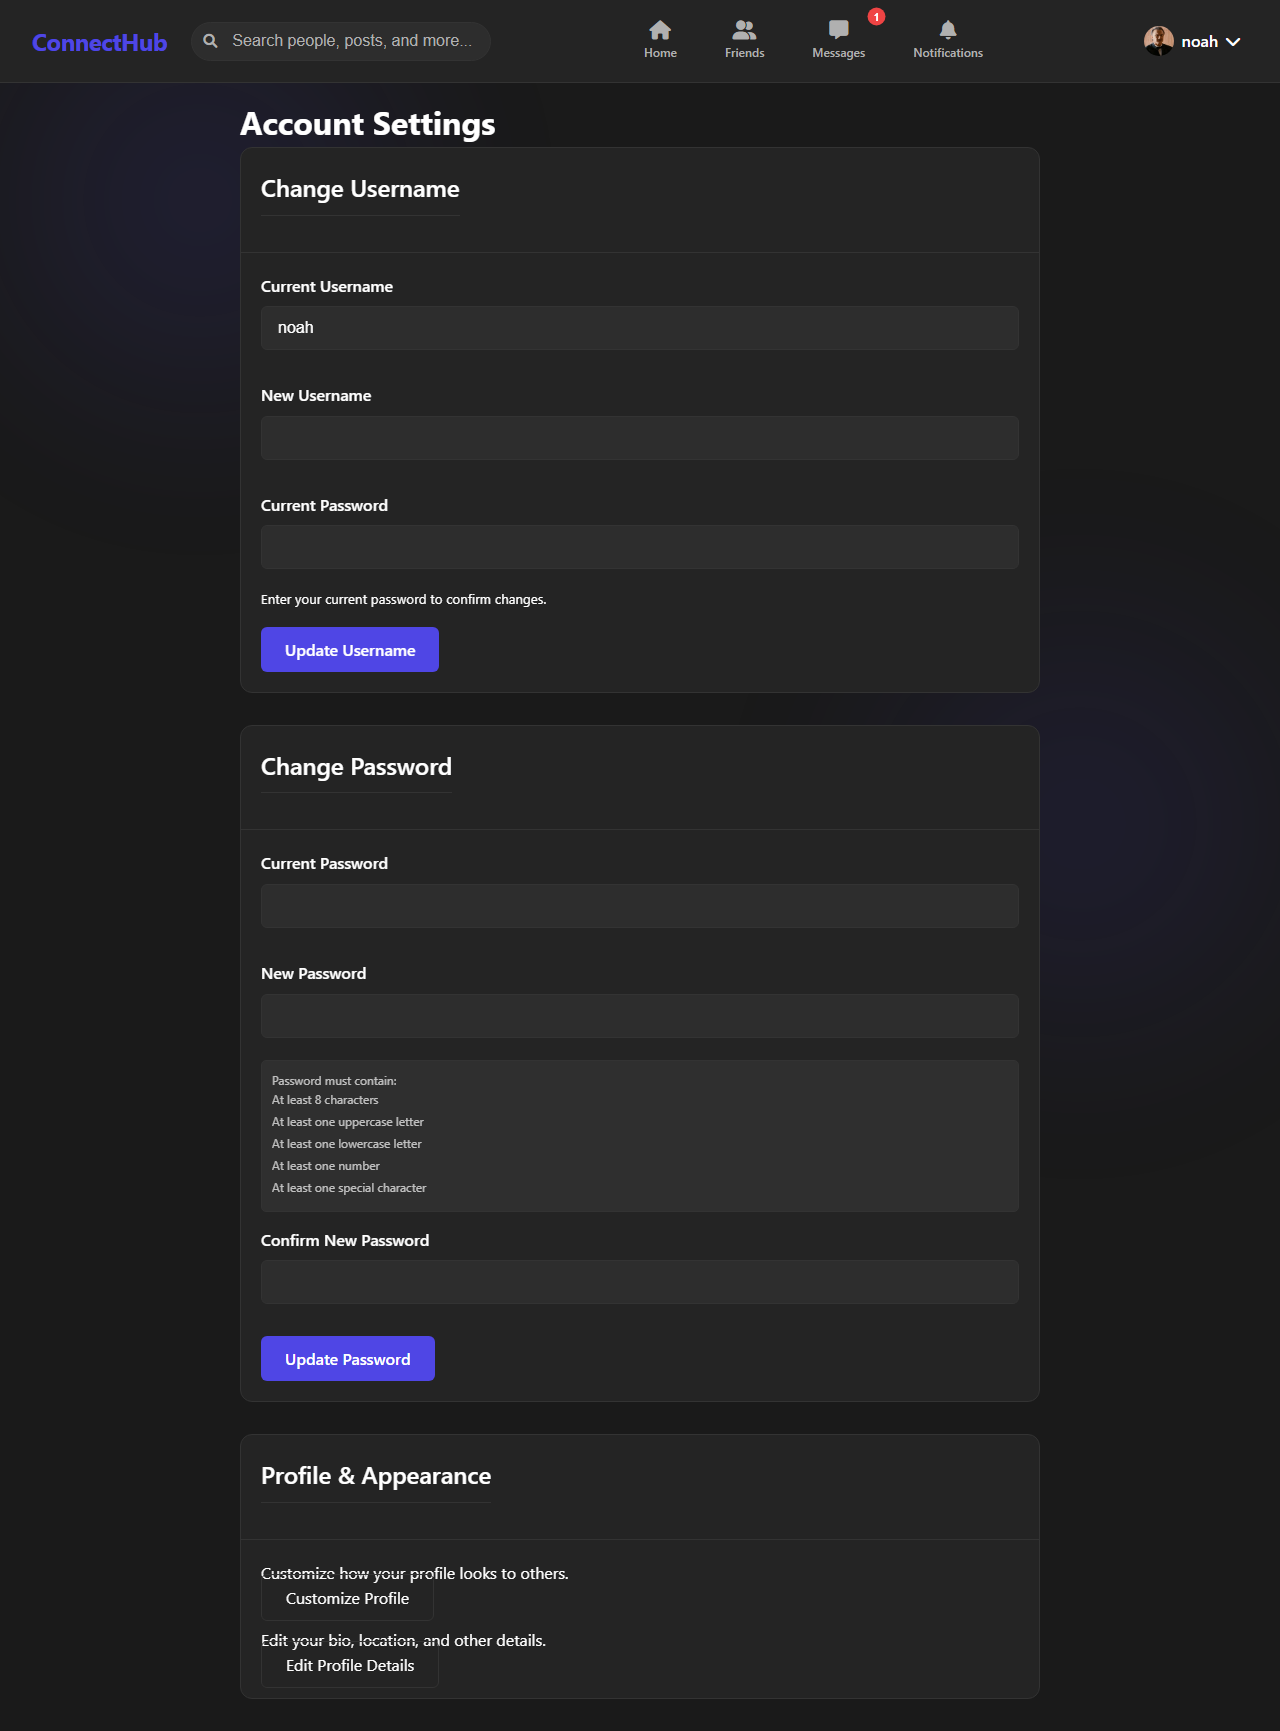 ConnectHub
Search people, posts, and more...
Home
Friends
1
Messages
Notifications
noah
Account Settings
Change Username
Current Username
noah
New Username
Current Password
Enter your current password to confirm changes.
Update Username
Change Password
Current Password
New Password
Password must contain:
At least 8 characters
At least one uppercase letter
At least one lowercase letter
At least one number
At least one special character
Confirm New Password
Update Password
Profile & Appearance
Customize how your profile looks to others.
Customize Profile
Edit your bio, location, and other details.
Edit Profile Details